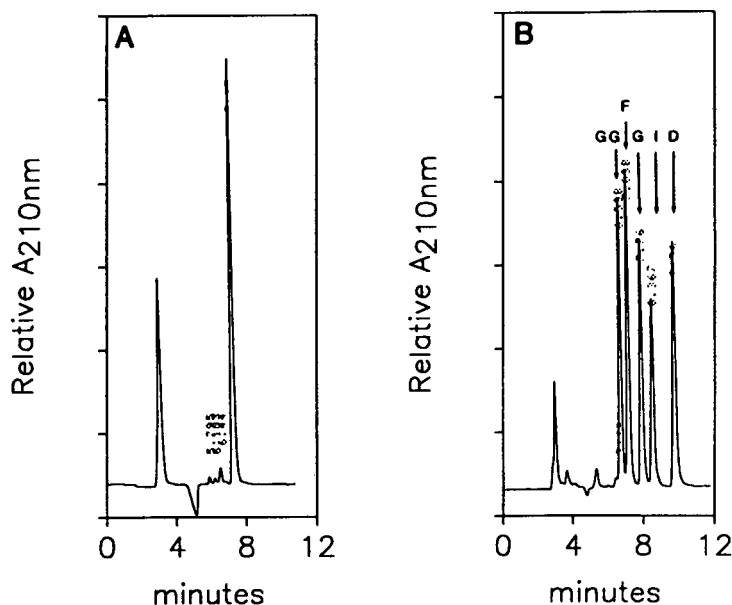 A
Relative A210nm
0 4 8 12
minutes
B
F
GG G I D
Relative A210nm
0 4 8 12
minutes